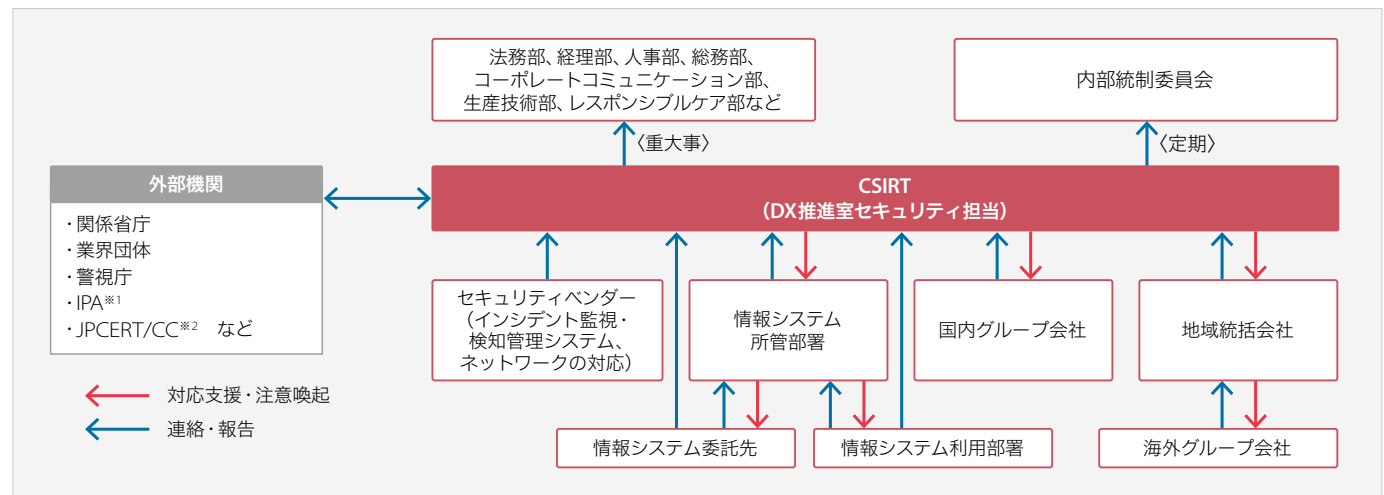 法務部、経理部、人事部、総務部、
コーポレートコミュニケーション部、
生産技術部、レスポンシブルケア部など
内部統制委員会
〈重大事〉
〈定期〉
外部機関
・関係省庁
・業界団体
・警視庁
・IPA※1
・JPCERT/CC※2 など
CSIRT
（DX推進室セキュリティ担当）
セキュリティベンダー
（インシデント監視・
検知管理システム、
ネットワークの対応）
情報システム
所管部署
国内グループ会社
地域統括会社
対応支援・注意喚起
連絡・報告
情報システム委託先
情報システム利用部署
海外グループ会社